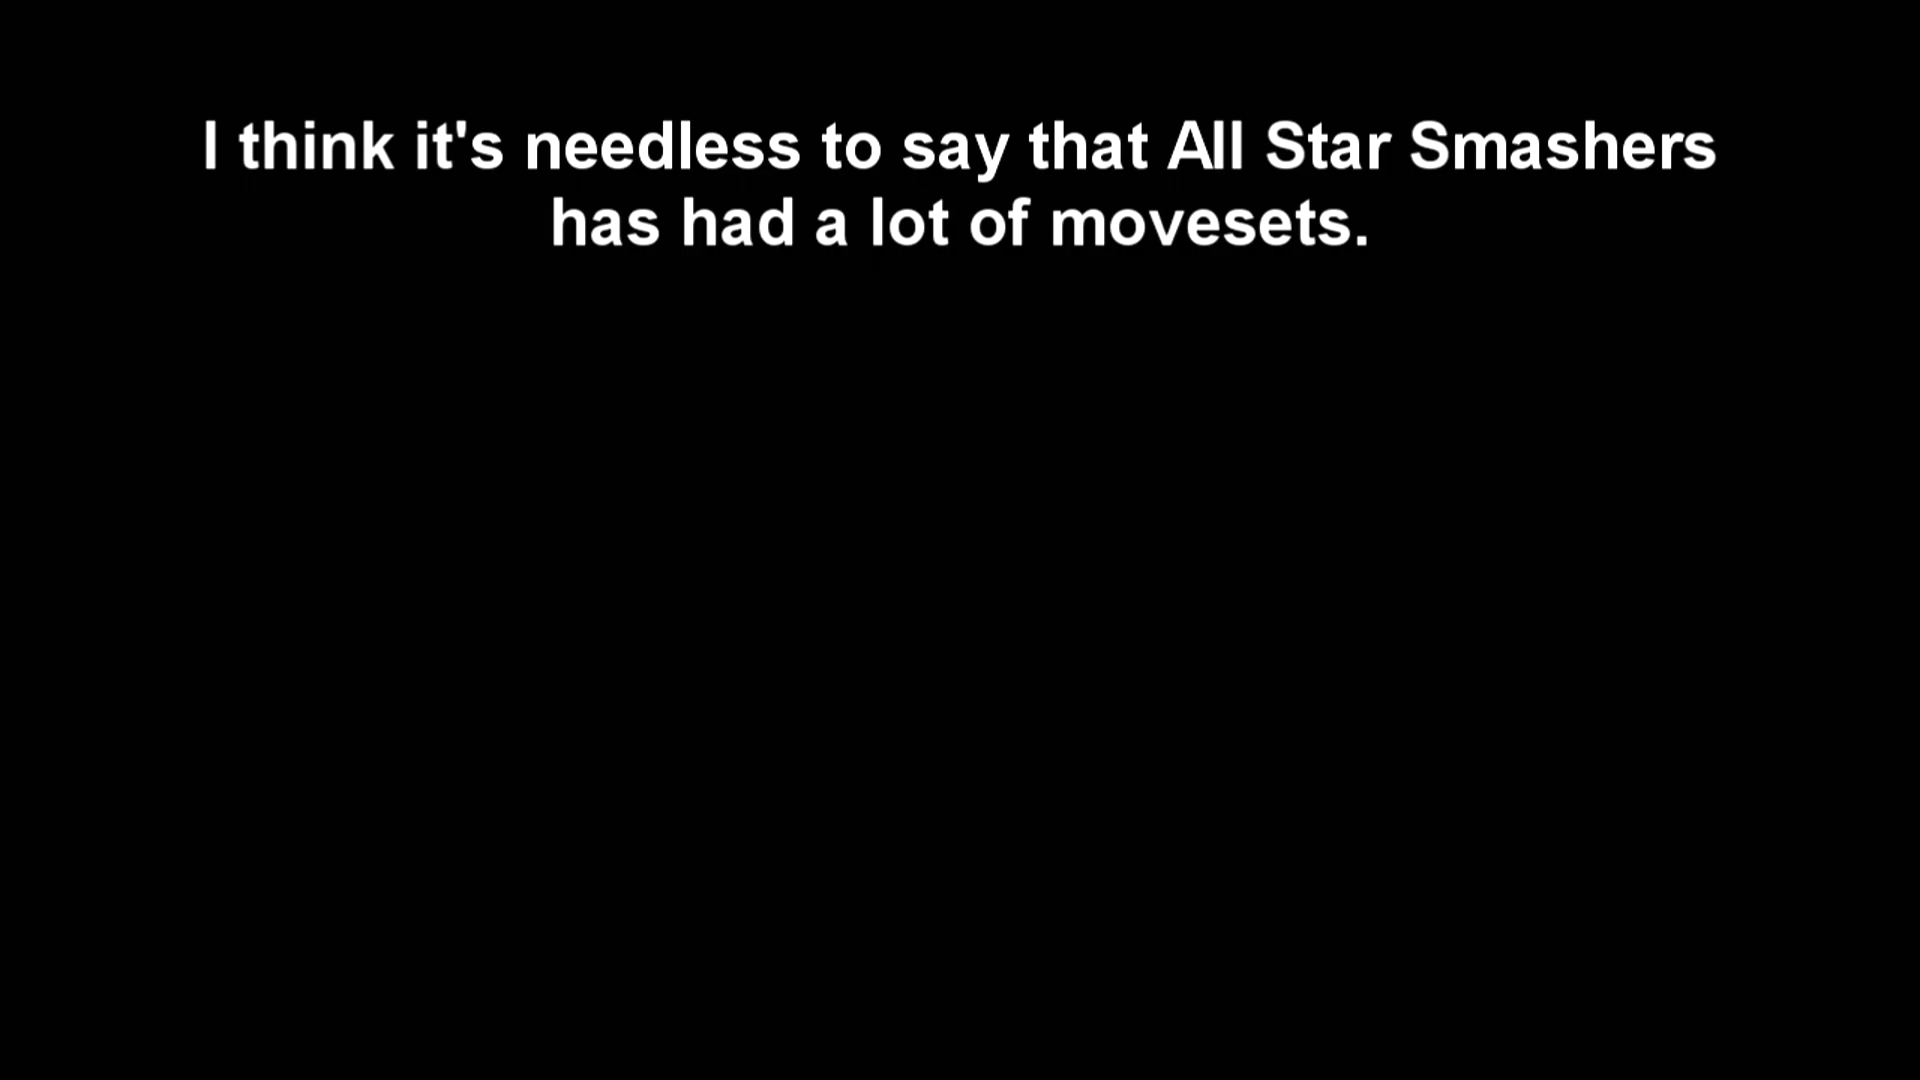 I think it's needless to say that All Star Smashers
has had a lot of movesets.